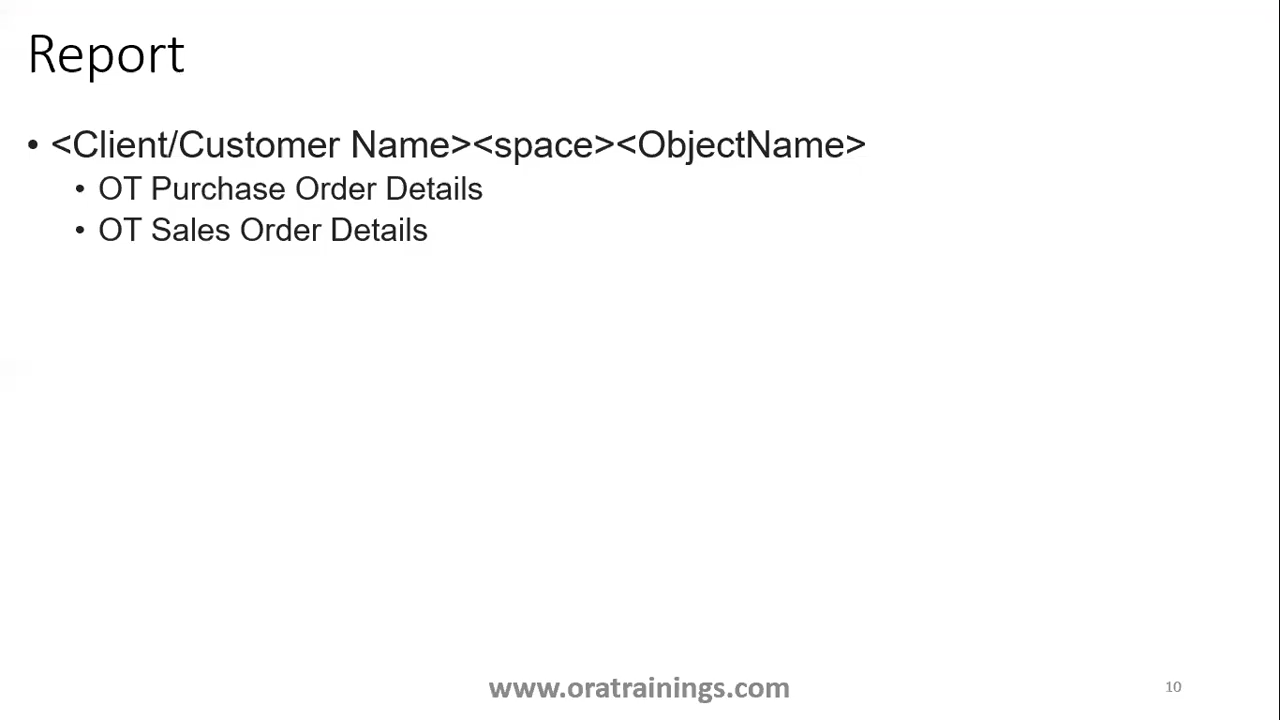 Report
• <Client/Customer Name><space><ObjectName>
• OT Purchase Order Details
• OT Sales Order Details
www.oratrainings.com
10